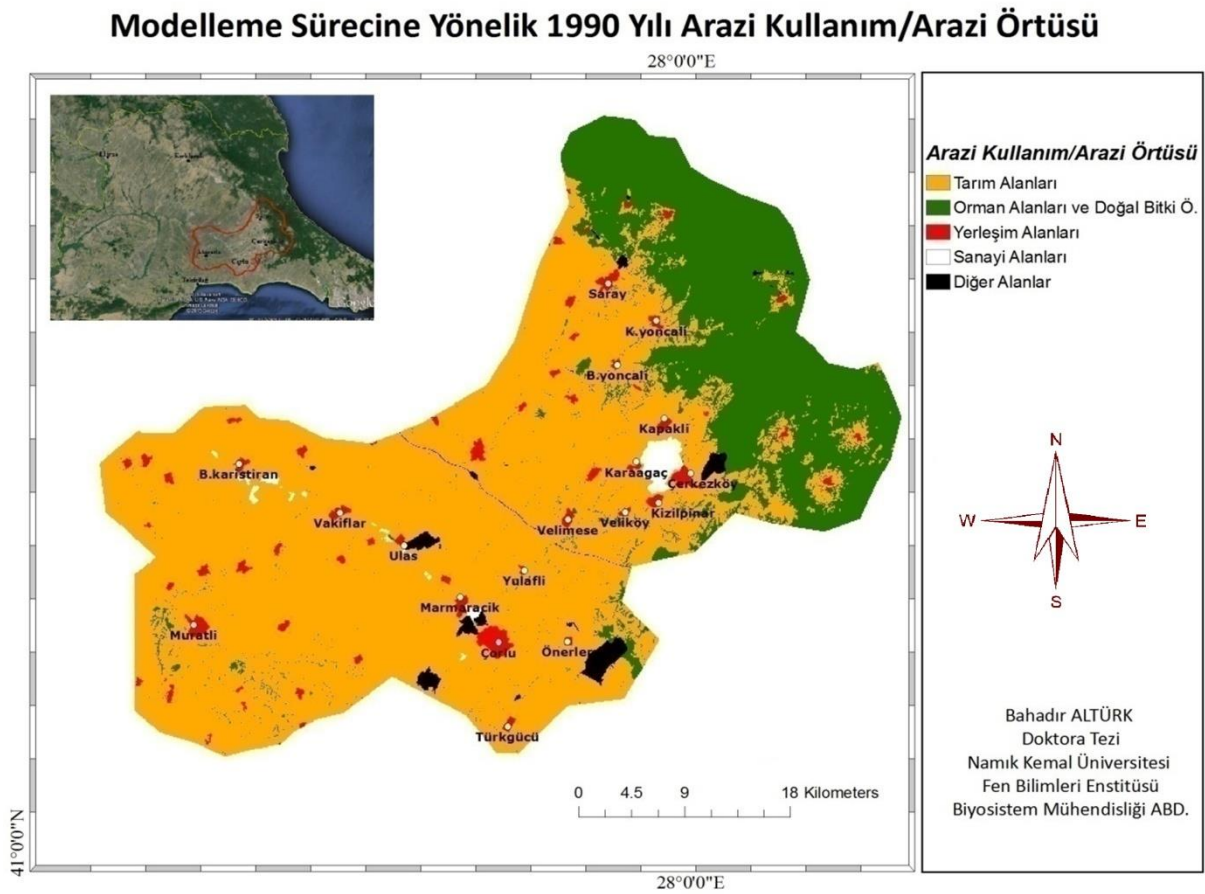 Modelleme Sürecine Yönelik 1990 Yılı Arazi Kullanım/Arazi Örtüsü
28°0'0"E
Arazi Kullanım/Arazi Örtüsü
Tarım Alanları
Orman Alanları ve Doğal Bitki Ö.
Yerleşim Alanları
Sanayi Alanları
Diğer Alanlar
Saray
K.yoncali
B.yoncali
Kapakli
Karaagaç
Çerkezköy
B.karistiran
Kizilpinar
Vakiflar
Velimese
Veliköy
Ulas
Yulafli
Marmaracik
Muratli
Çorlu
Önerler
Türkgücü
N
W
E
S
0 4.5 9 18 Kilometers
Bahadır ALTÜRK
Doktora Tezi
Namık Kemal Üniversitesi
Fen Bilimleri Enstitüsü
Biyosistem Mühendisliği ABD.
41°0'0"N
28°0'0"E